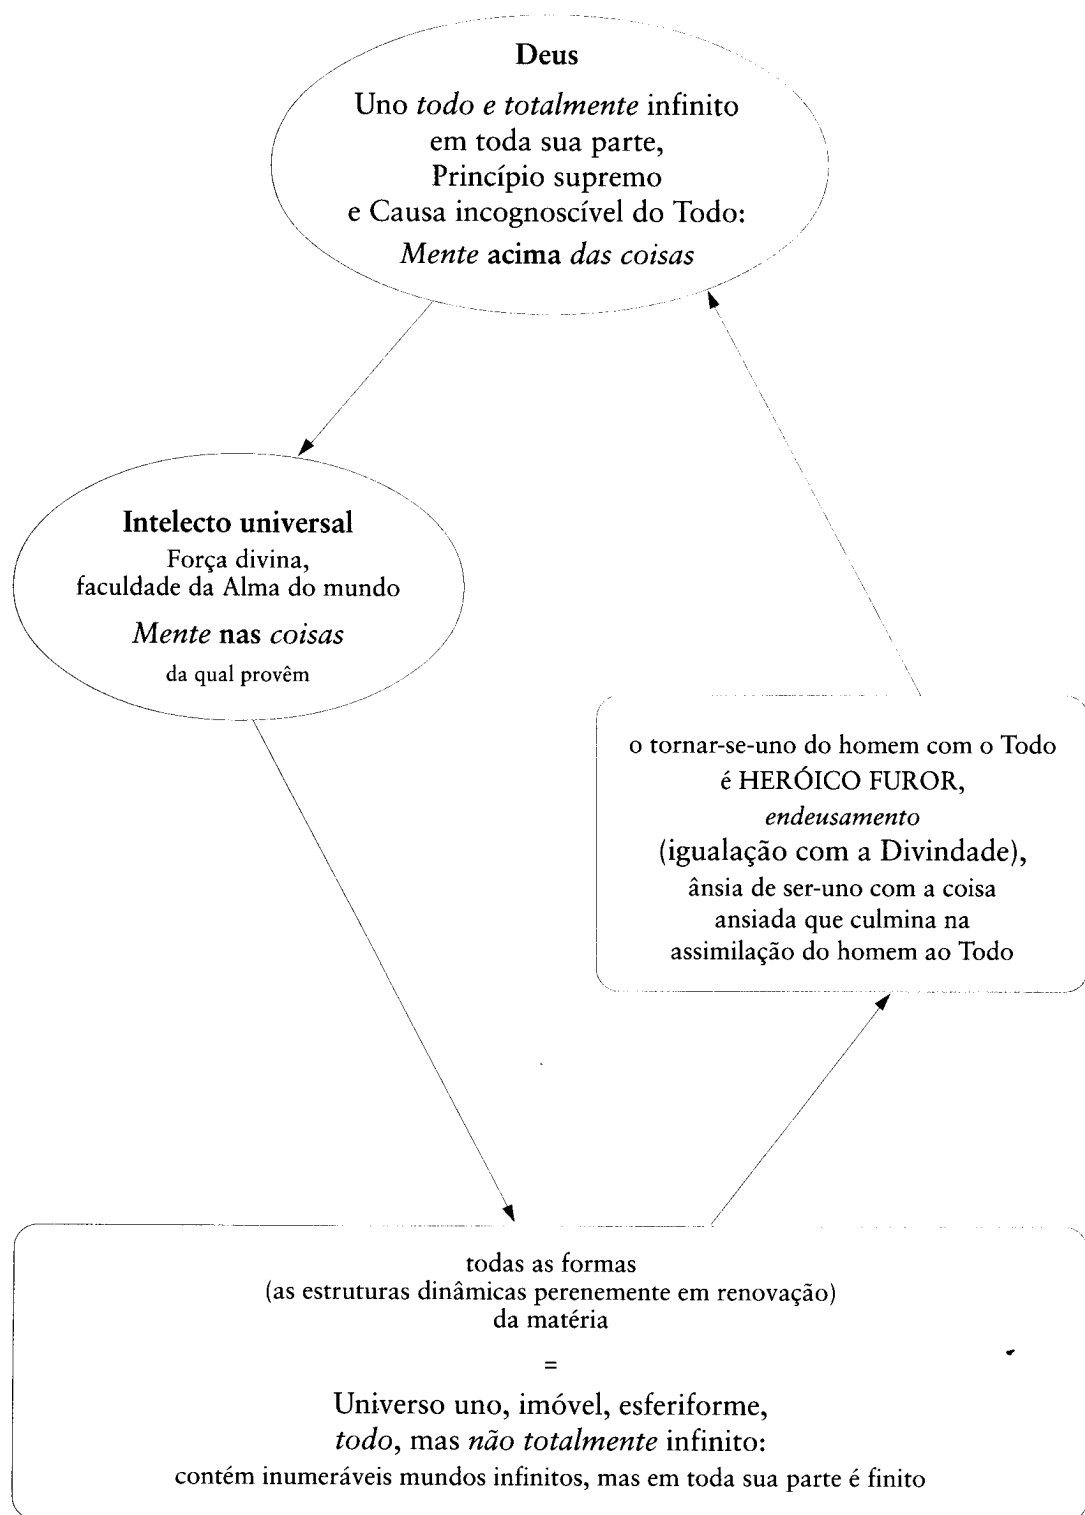 Deus
Uno todo e totalmente infinito
em toda sua parte,
Princípio supremo
e Causa incognoscível do Todo:
Mente acima das coisas
Intelecto universal
Força divina,
faculdade da Alma do mundo
Mente nas coisas
da qual provêm
o tornar-se-uno do homem com o Todo
é HERÓICO FUROR,
endeusamento
(igualação com a Divindade),
ânsia de ser-uno com a coisa
ansiada que culmina na
assimilação do homem ao Todo
todas as formas
(as estruturas dinâmicas perenemente em renovação)
da matéria
=
Universo uno, imóvel, esferiforme,
todo, mas não totalmente infinito:
contém inumeráveis mundos infinitos, mas em toda sua parte é finito